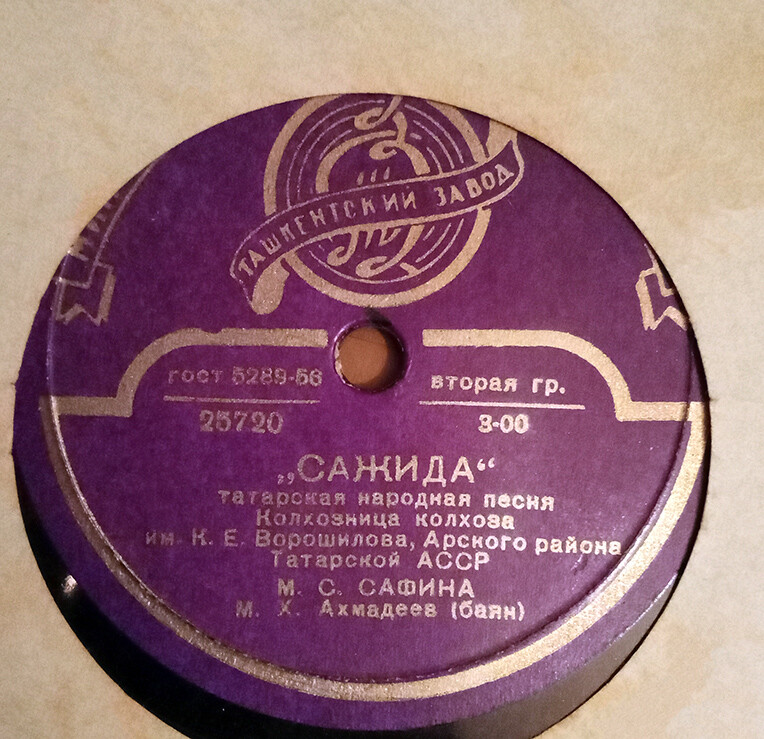 ТАШКЕНТСКИЙ ЗАВОД
гост 5289-56
вторая гр.
25720
3-00
„САЖИДА“
татарская народная песня
Колхозница колхоза
им. К. Е. Ворошилова, Арского района
Татарской АССР
М. С. САФИНА
М. Х. Ахмадеев (баян)